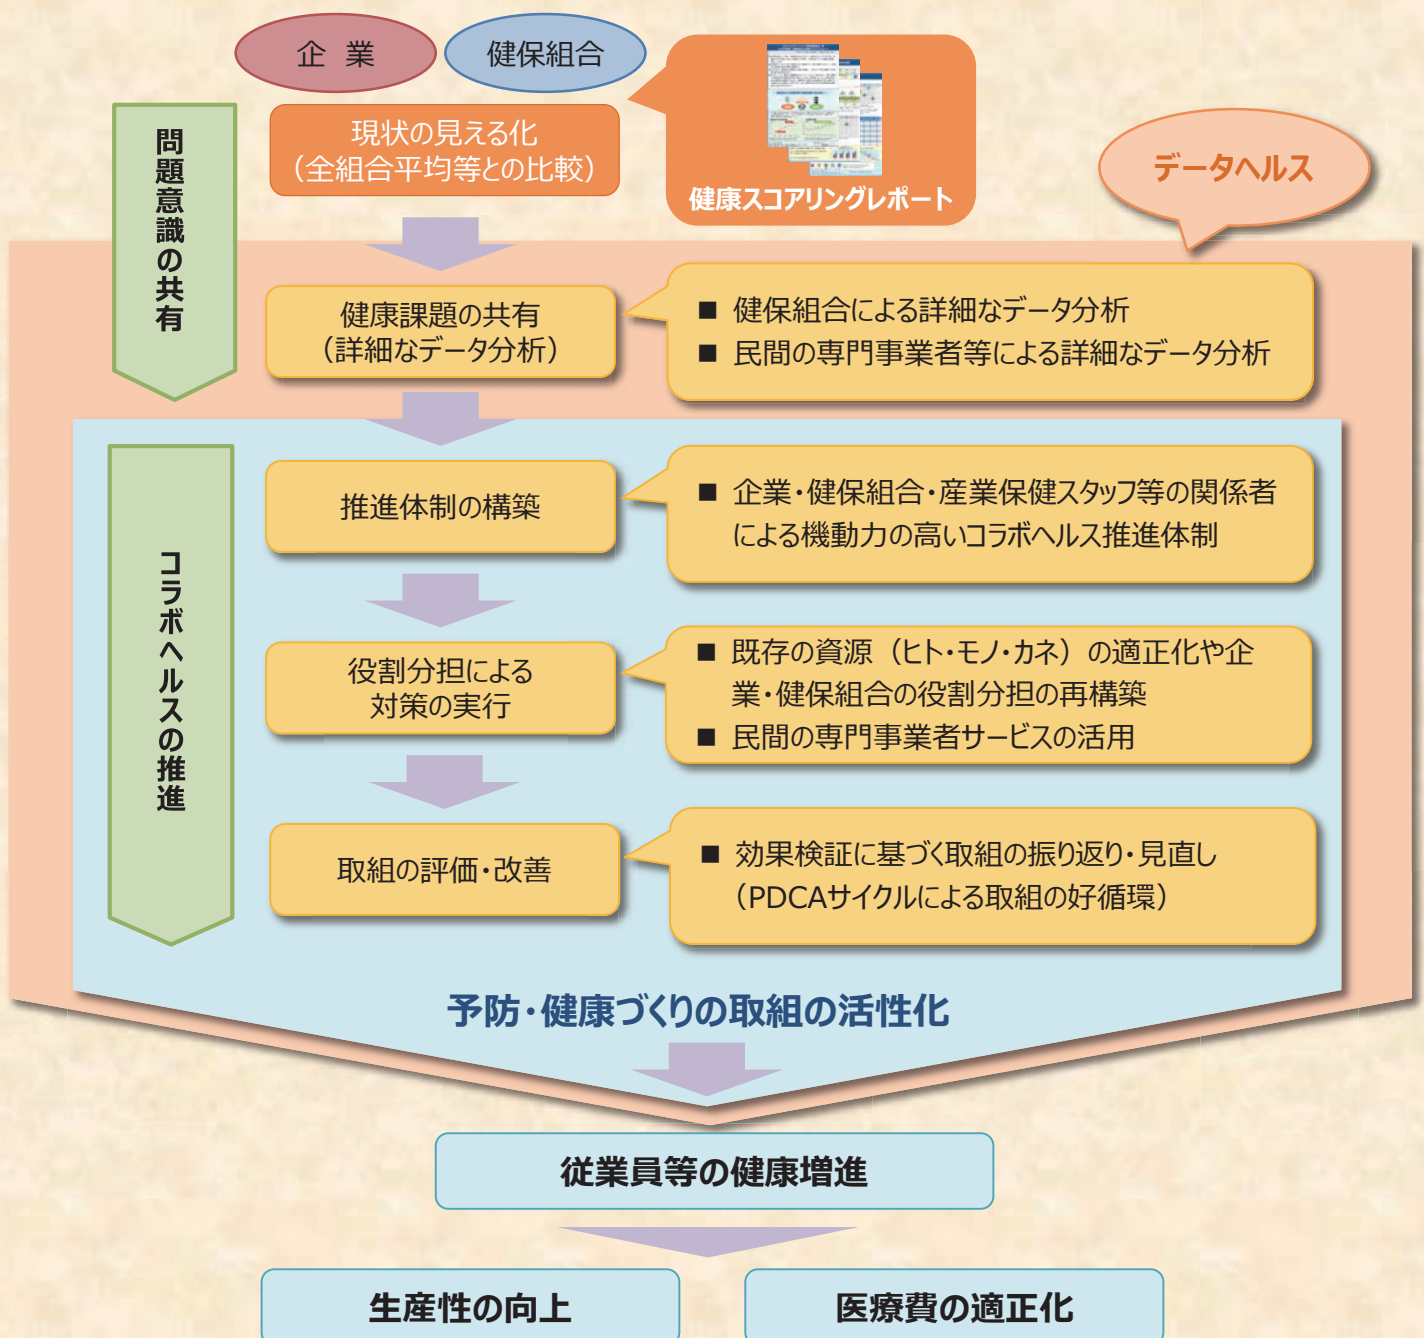 企 業
健保組合
現状の見える化
（全組合平均等との比較）
健康スコアリングレポート
データヘルス
問題意識の共有
健康課題の共有
（詳細なデータ分析）
■ 健保組合による詳細なデータ分析
■ 民間の専門事業者等による詳細なデータ分析
コラボヘルスの推進
推進体制の構築
■ 企業・健保組合・産業保健スタッフ等の関係者
による機動力の高いコラボヘルス推進体制
役割分担による
対策の実行
■ 既存の資源（ヒト・モノ・カネ）の適正化や企
業・健保組合の役割分担の再構築
■ 民間の専門事業者サービスの活用
取組の評価・改善
■ 効果検証に基づく取組の振り返り・見直し
（PDCAサイクルによる取組の好循環）
予防・健康づくりの取組の活性化
従業員等の健康増進
生産性の向上
医療費の適正化